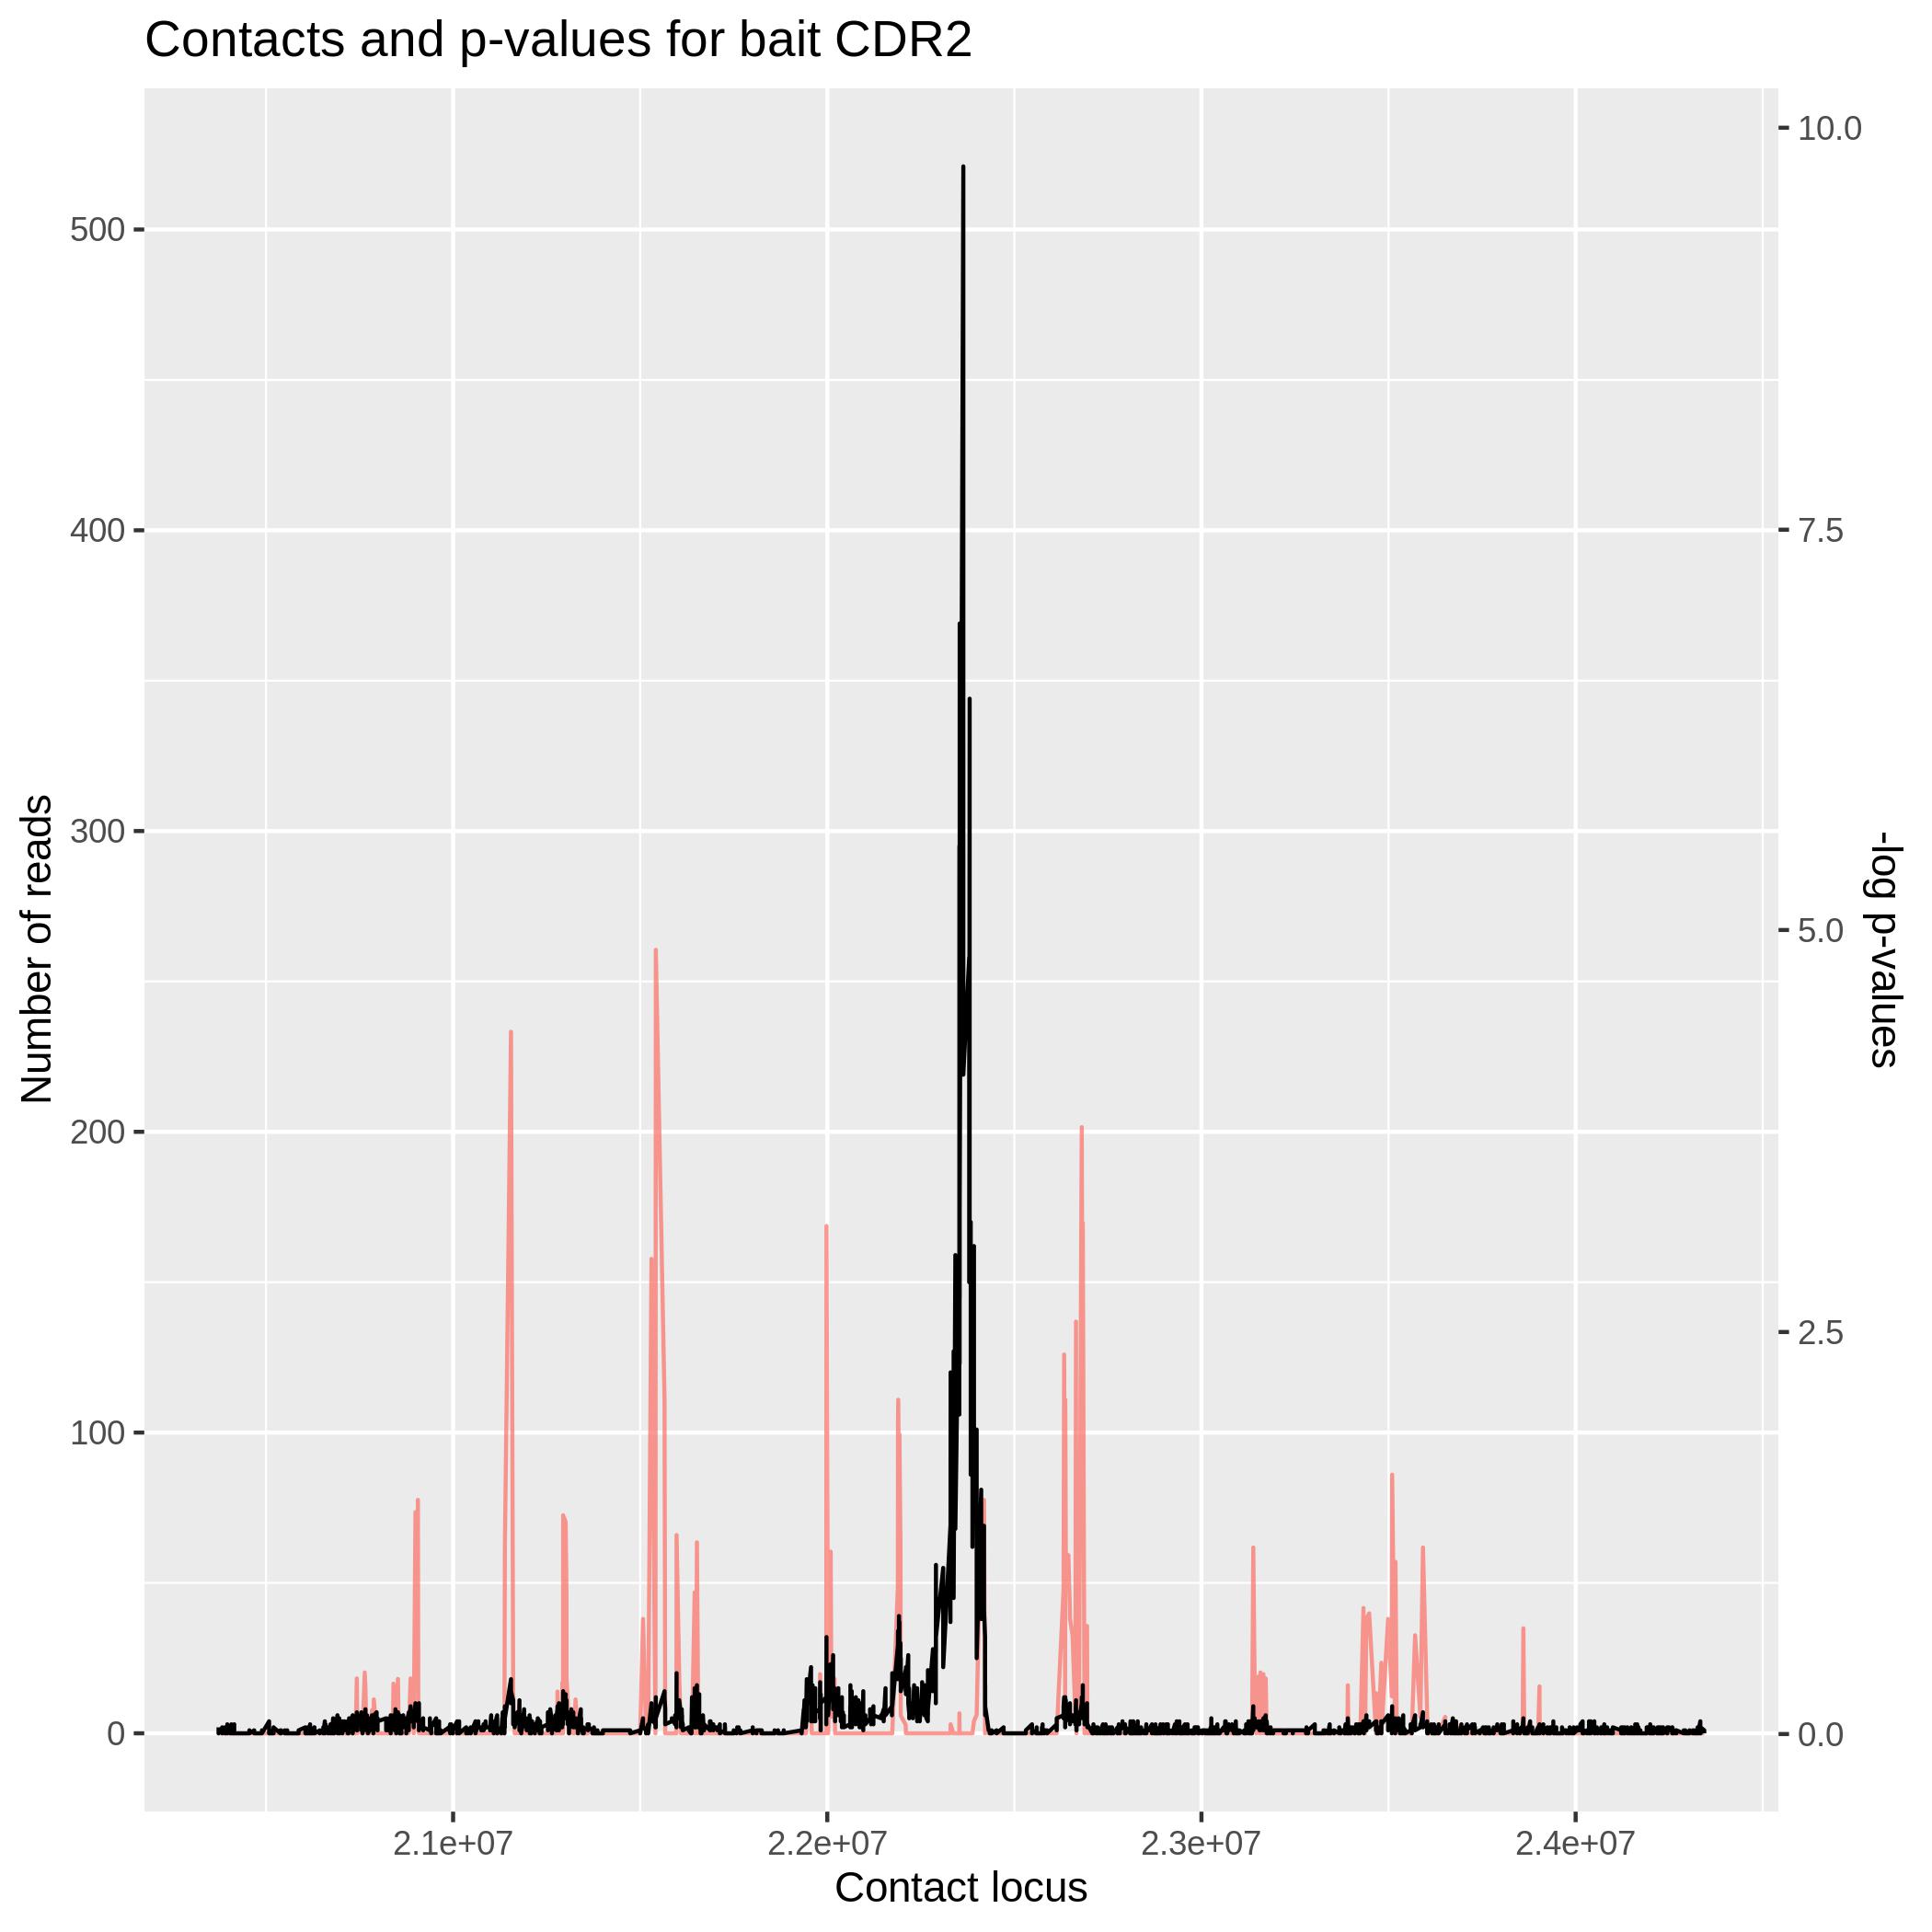 Contacts and p-values for bait CDR2
Number of reads
500
400
300
200
100
0
10.0
7.5
5.0
2.5
0.0
-log p-values
2.1e+07
2.2e+07
2.3e+07
2.4e+07
Contact locus